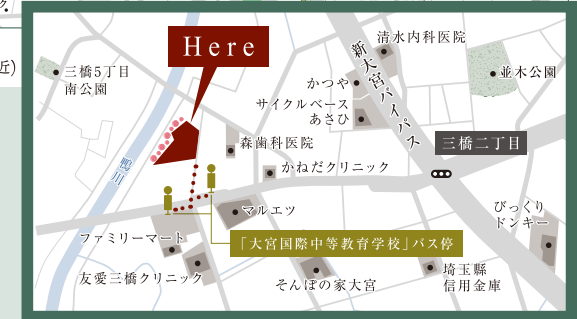 近）
Here
三橋5丁目
南公園
鴨川
清水内科医院
新大宮バイパス
かつや
サイクルベース
あさひ
並木公園
森歯科医院
三橋二丁目
かねだクリニック
マルエツ
びっくり
ドンキー
ファミリーマート
「大宮国際中等教育学校」バス停
友愛三橋クリニック
そんぽの家大宮
埼玉縣
信用金庫